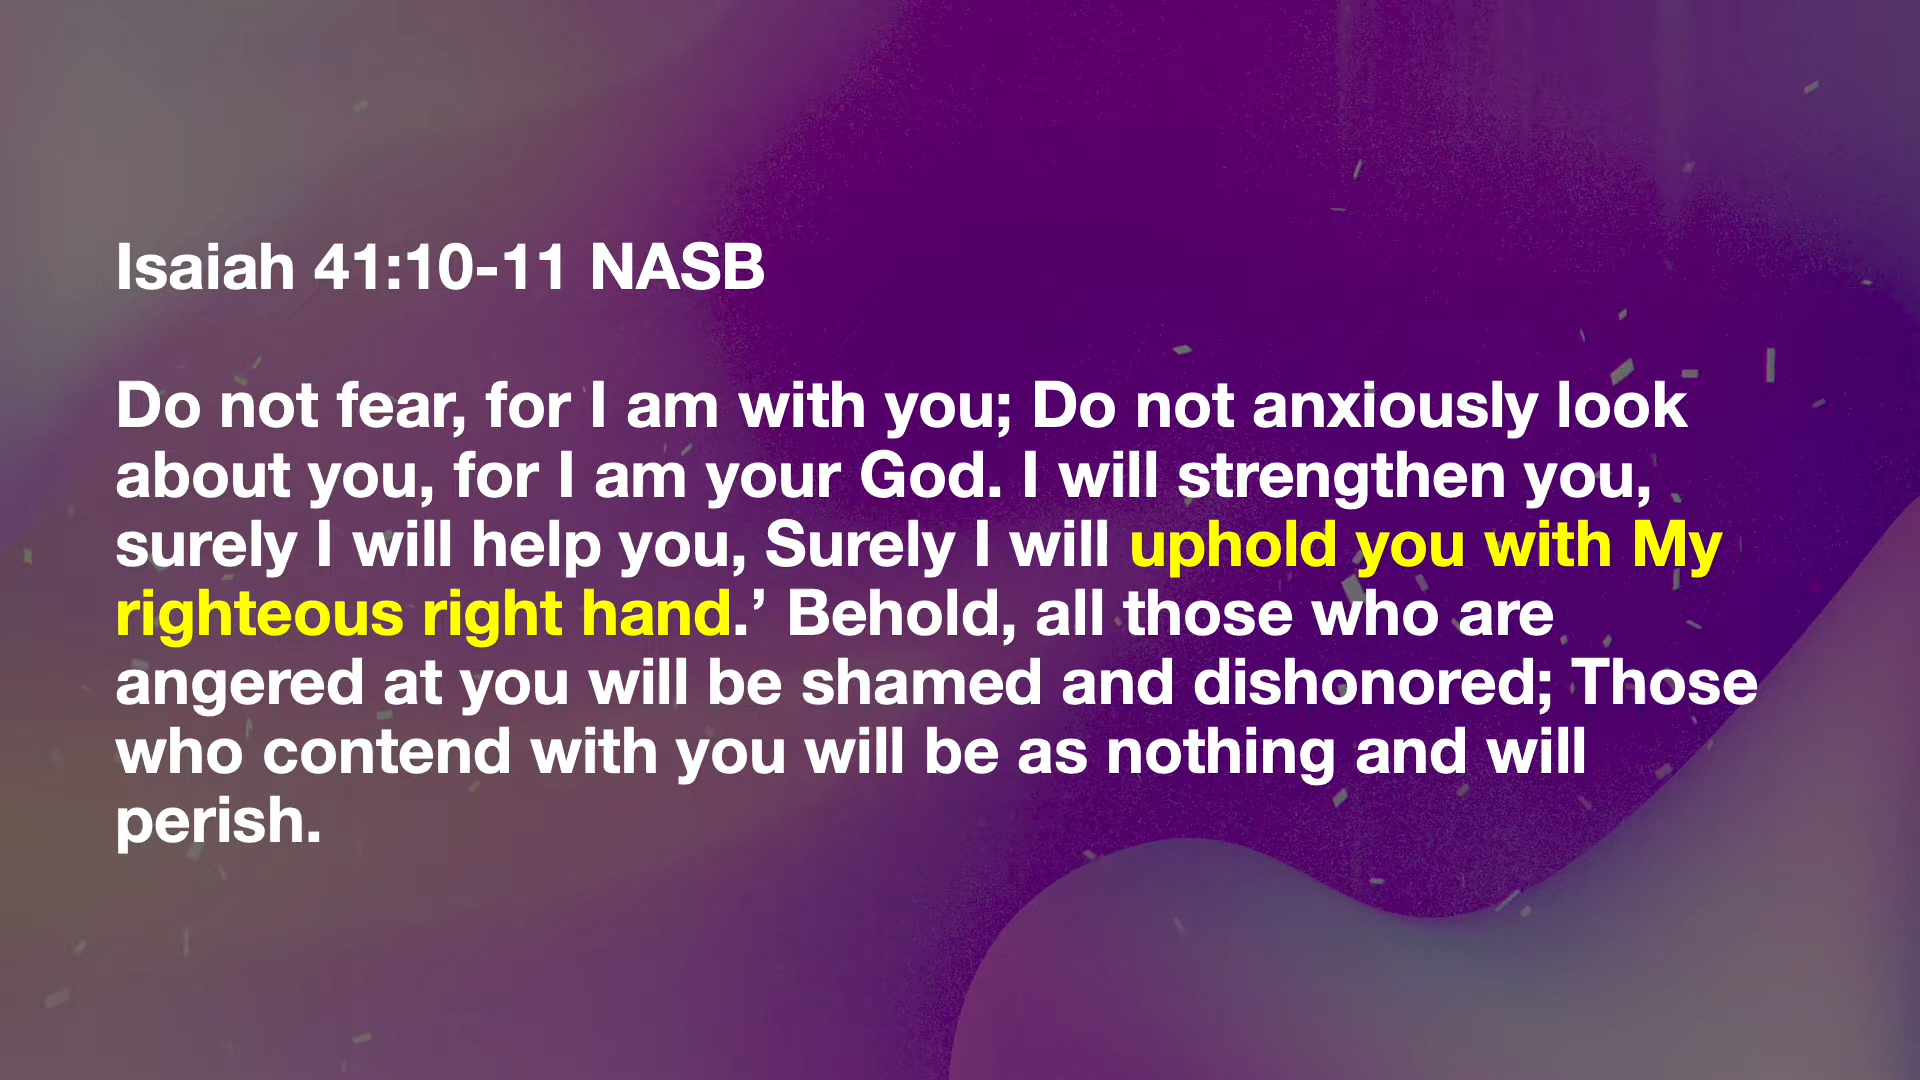 Isaiah 41:10-11 NASB
Do not fear, for I am with you; Do not anxiously look
about you, for I am your God. I will strengthen you,
surely I will help you, Surely I will uphold you with My
righteous right hand.’ Behold, all those who are
angered at you will be shamed and dishonored; Those
who contend with you will be as nothing and will
perish.